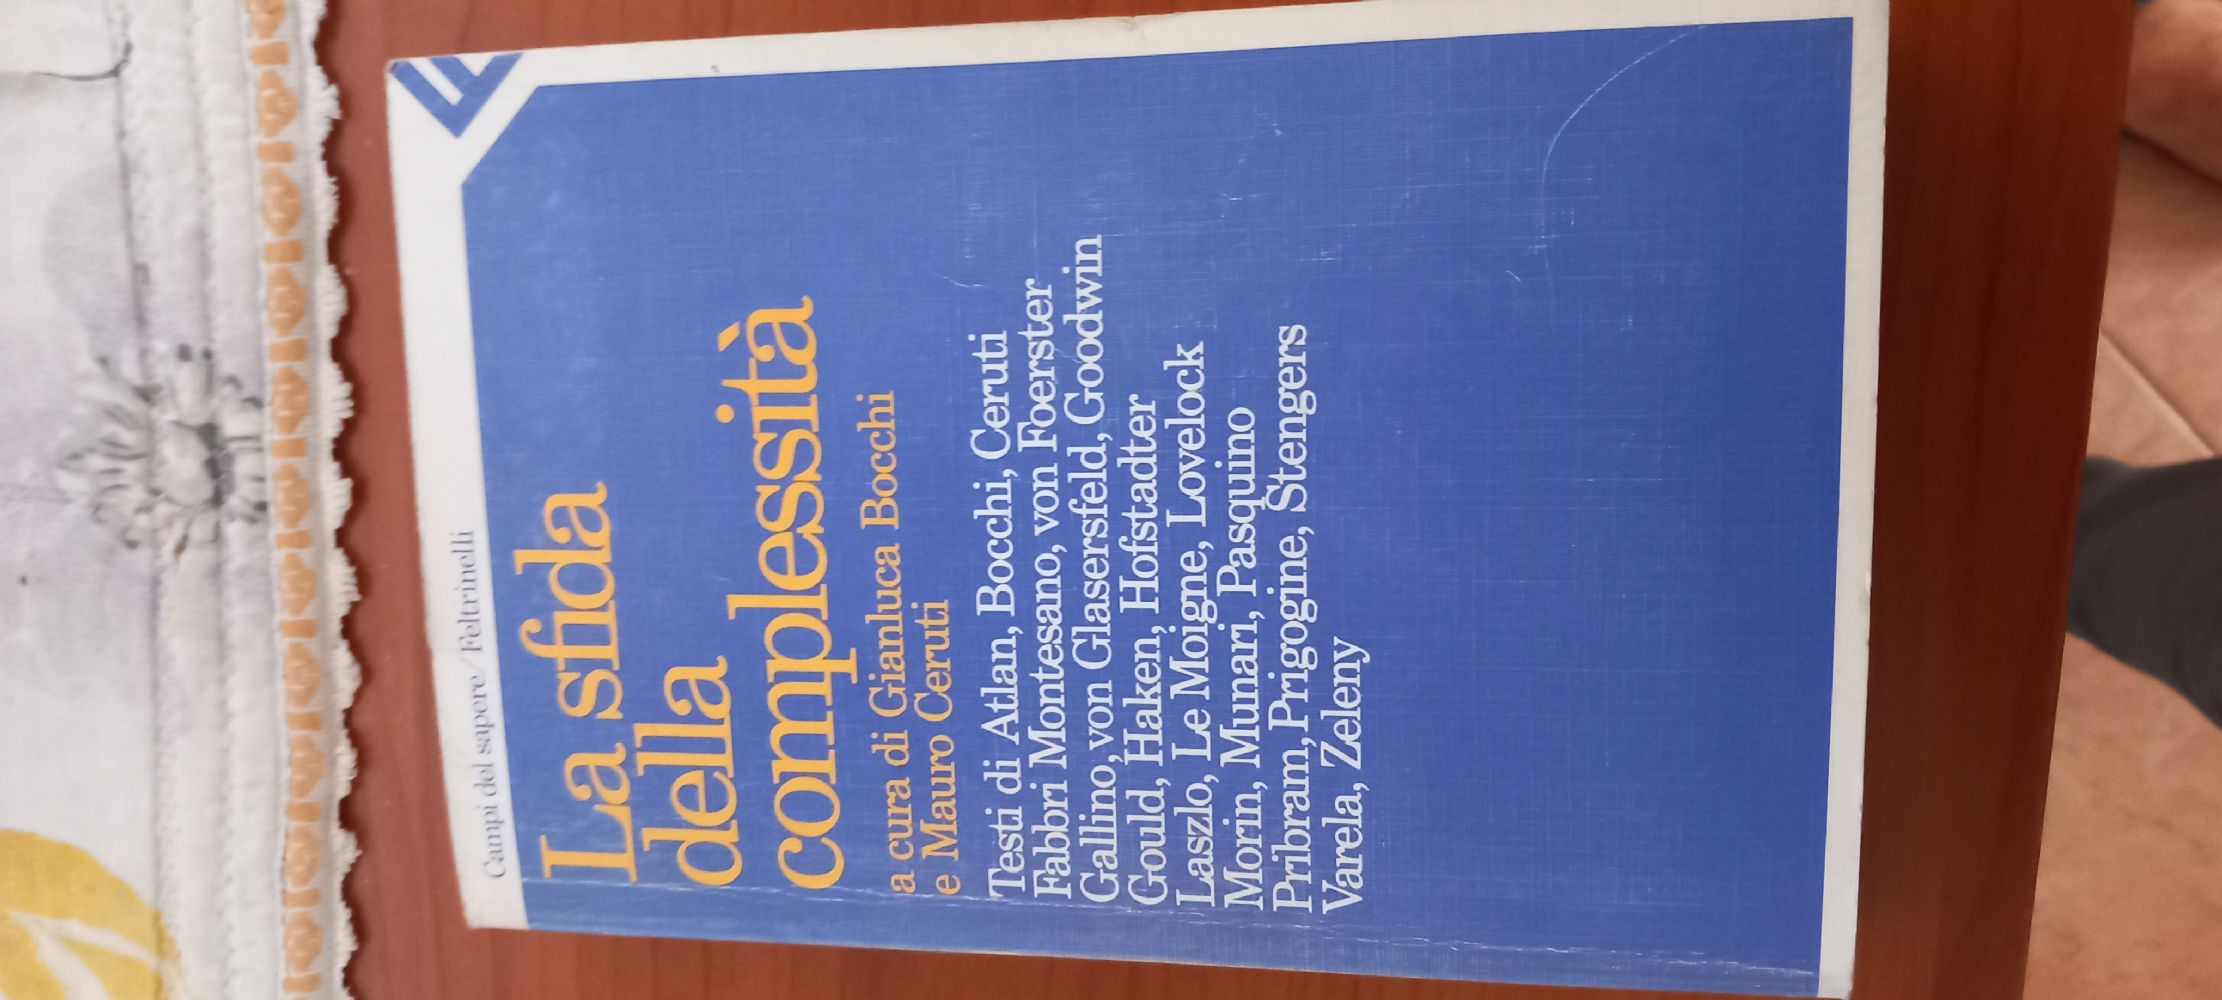 Campi del sapere/Feltrinelli
La sfida
della
complessità
a cura di Gianluca Bocchi
e Mauro Ceruti
Testi di Atlan, Bocchi, Ceruti
Fabbri Montesano, von Foerster
Gallino, von Glasersfeld, Goodwin
Gould, Haken, Hofstadter
Laszlo, Le Moigne, Lovelock
Morin, Munari, Pasquino
Pribram, Prigogine, Stengers
Varela, Zeleny